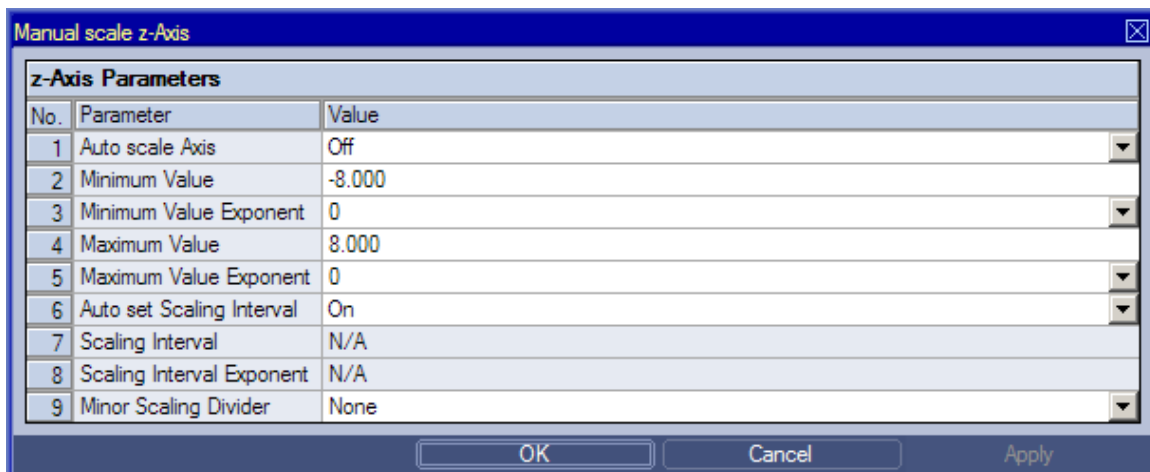 Manual scale z-Axis
z-Axis Parameters
No. Parameter Value
1 Auto scale Axis Off
2 Minimum Value -8.000
3 Minimum Value Exponent 0
4 Maximum Value 8.000
5 Maximum Value Exponent 0
6 Auto set Scaling Interval On
7 Scaling Interval N/A
8 Scaling Interval Exponent N/A
9 Minor Scaling Divider None
OK Cancel Apply